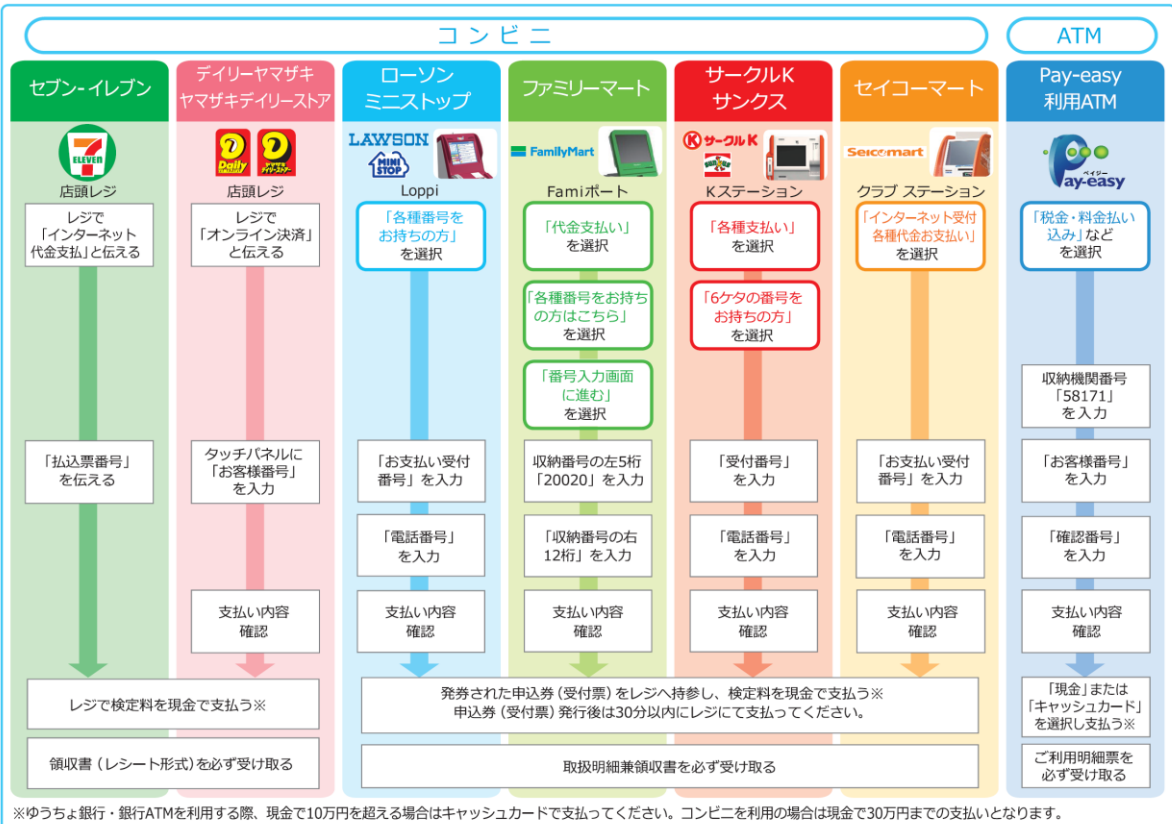 コンビニ
ATM
セブン-イレブン
デイリーヤマザキ
ヤマザキデイリーストア
ローソン
ミニストップ
ファミリーマート
サークルK
サンクス
セイコーマート
Pay-easy
利用ATM
7
ELEVEN
Daily
デイリーストアー
LAWSON
MINI
STOP
FamilyMart
サークルK
Seicomart
ペイジー
Pay-easy
店頭レジ
店頭レジ
Loppi
Famiポート
Kステーション
クラブ ステーション
レジで
「インターネット
代金支払」と伝える
レジで
「オンライン決済」
と伝える
「各種番号を
お持ちの方」
を選択
「代金支払い」
を選択
「各種支払い」
を選択
「インターネット受付
各種代金お支払い」
を選択
「税金・料金払い
込み」など
を選択
「各種番号をお持ち
の方はこちら」
を選択
「6ケタの番号を
お持ちの方」
を選択
「番号入力画面
に進む」
を選択
収納機関番号
「58171」
を入力
「払込票番号」
を伝える
タッチパネルに
「お客様番号」
を入力
「お支払い受付
番号」を入力
収納番号の左5桁
「20020」を入力
「受付番号」
を入力
「お支払い受付
番号」を入力
「お客様番号」
を入力
「電話番号」
を入力
「収納番号の右
12桁」を入力
「電話番号」
を入力
「電話番号」
を入力
「確認番号」
を入力
支払い内容
確認
支払い内容
確認
支払い内容
確認
支払い内容
確認
支払い内容
確認
支払い内容
確認
レジで検定料を現金で支払う※
発券された申込券（受付票）をレジへ持参し、検定料を現金で支払う※
申込券（受付票）発行後は30分以内にレジにて支払ってください。
「現金」または
「キャッシュカード」
を選択し支払う※
領収書（レシート形式）を必ず受け取る
取扱明細兼領収書を必ず受け取る
ご利用明細票を
必ず受け取る
※ゆうちょ銀行・銀行ATMを利用する際、現金で10万円を超える場合はキャッシュカードで支払ってください。コンビニを利用の場合は現金で30万円までの支払いとなります。